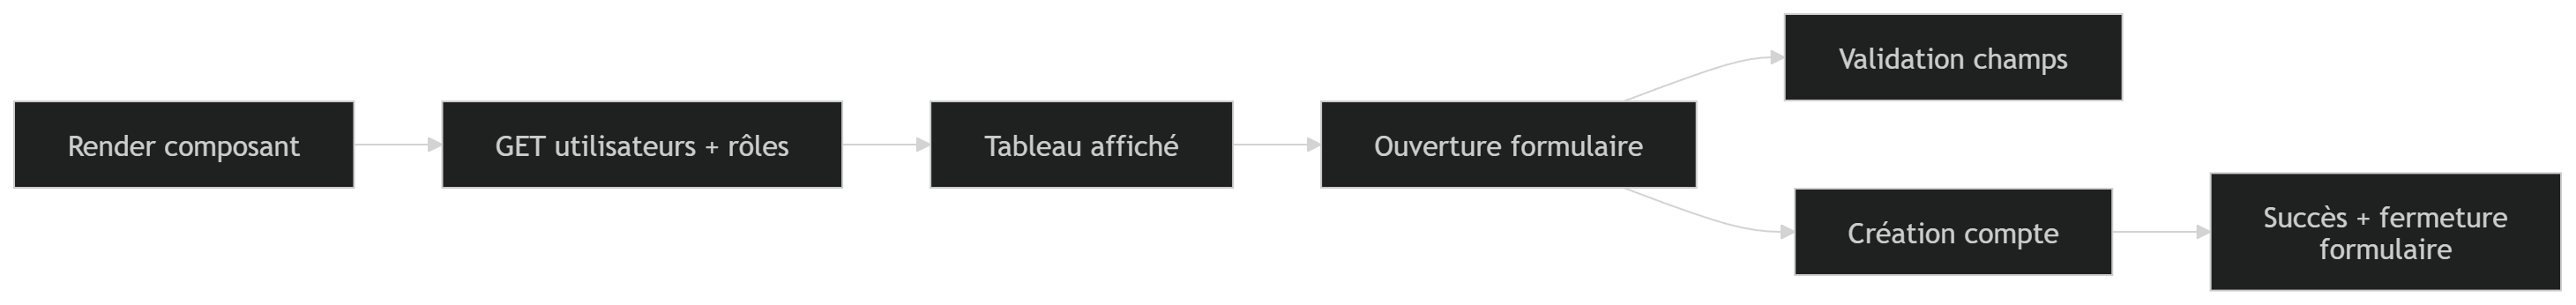 Render composant
GET utilisateurs + rôles
Tableau affiché
Ouverture formulaire
Validation champs
Création compte
Succès + fermeture
formulaire